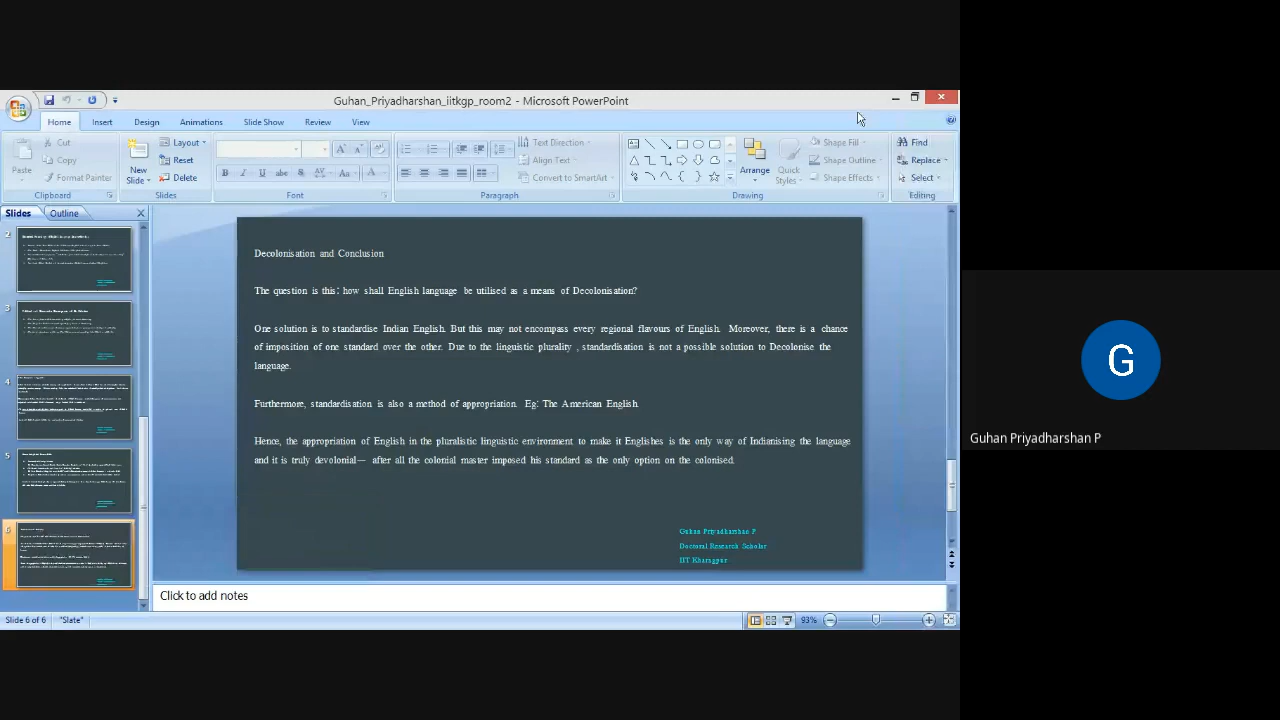 Guhan_Priyadharshan_iitkgp_room2 - Microsoft PowerPoint
Home Insert Design Animations Slide Show Review View
Paste
Cut
Copy
Format Painter
Clipboard
New Slide
Layout
Reset
Delete
Slides
Font
Text Direction
Align Text
Convert to SmartArt
Paragraph
Arrange
Quick Styles
Shape Fill
Shape Outline
Shape Effects
Drawing
Find
Replace
Select
Editing
Slides Outline
2
3
4
5
6
Decolonisation and Conclusion
The question is this: how shall English language be utilised as a means of Decolonisation?
One solution is to standardise Indian English. But this may not encompass every regional flavours of English. Moreover, there is a chance
of imposition of one standard over the other. Due to the linguistic plurality , standardisation is not a possible solution to Decolonise the
language.
Furthermore, standardisation is also a method of appropriation. Eg: The American English.
Hence, the appropriation of English in the pluralistic linguistic environment to make it Englishes is the only way of Indianising the language
and it is truly devolonial— after all the colonial master imposed his standard as the only option on the colonised.
Guhan Priyadharshan P
Doctoral Research Scholar
IIT Kharagpur
Click to add notes
Slide 6 of 6 "Slate" 93%
G
Guhan Priyadharshan P